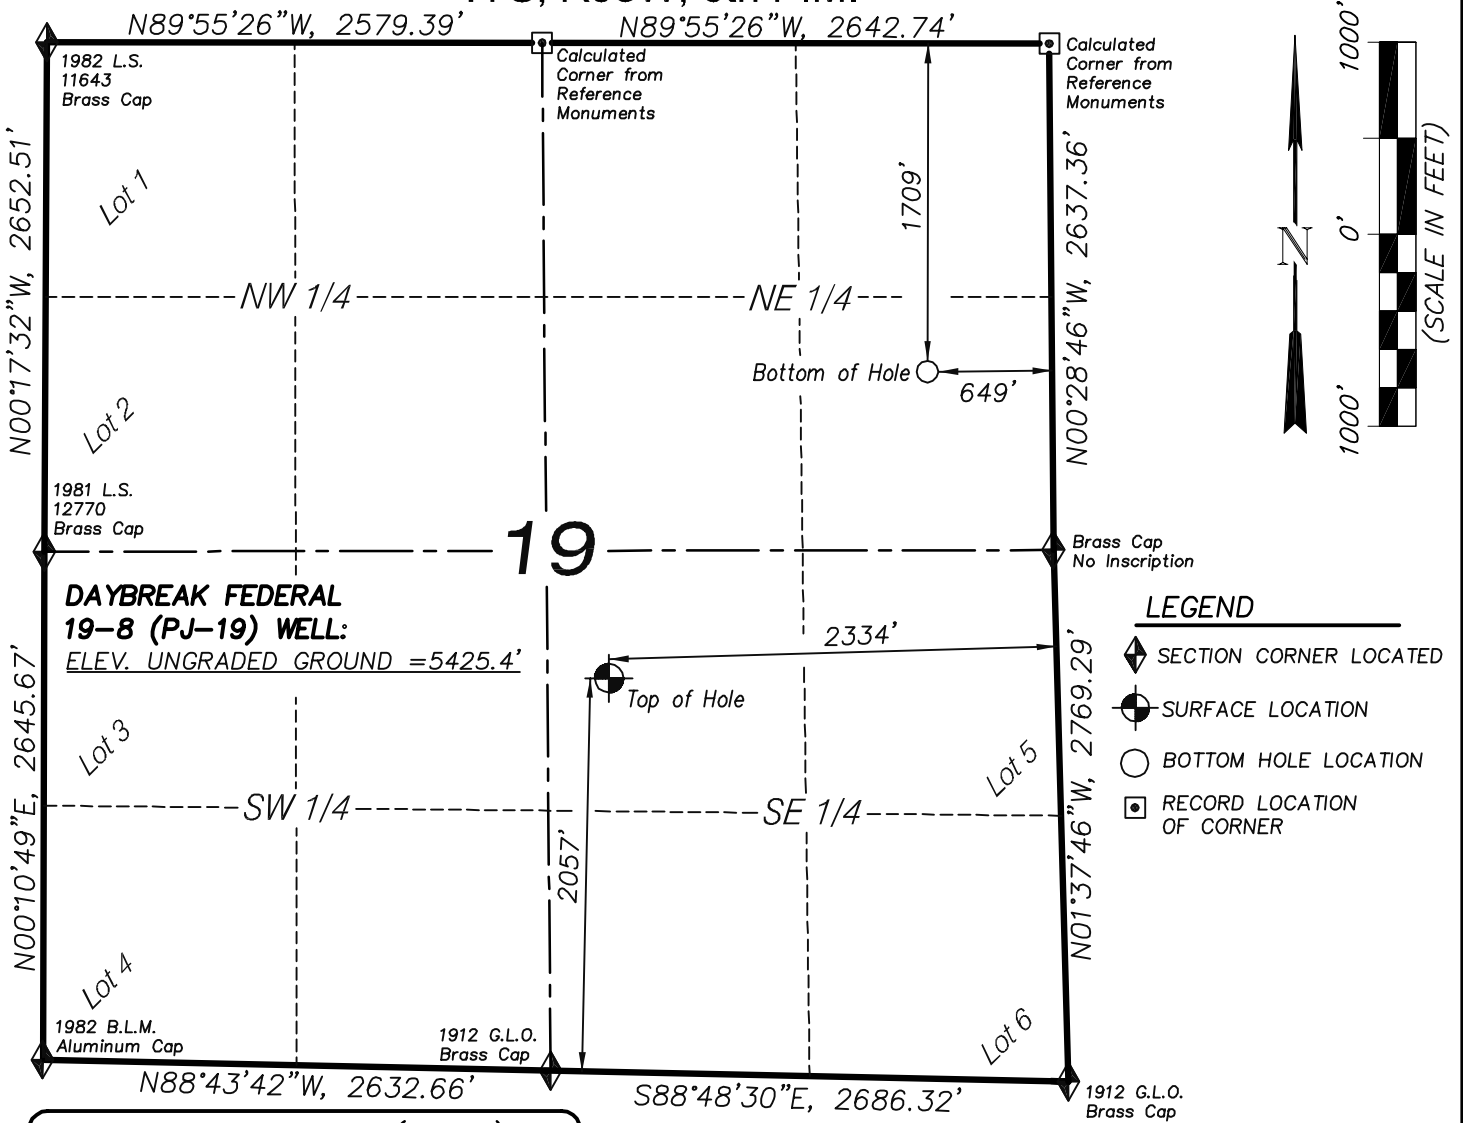 N89°55'26"W, 2579.39'
N89°55'26"W, 2642.74'
1982 L.S.
11643
Brass Cap
Calculated
Corner from
Reference
Monuments
Calculated
Corner from
Reference
Monuments
1000'
0'
1000'
(SCALE IN FEET)
N
N00°17'32"W, 2652.51'
Lot 1
1709'
N00°28'46"W, 2637.36'
NW 1/4
NE 1/4
Bottom of Hole
649'
Lot 2
1981 L.S.
12770
Brass Cap
19
Brass Cap
No Inscription
DAYBREAK FEDERAL
19-8 (PJ-19) WELL:
ELEV. UNGRADED GROUND =5425.4'
2334'
Top of Hole
LEGEND
SECTION CORNER LOCATED
SURFACE LOCATION
BOTTOM HOLE LOCATION
RECORD LOCATION
OF CORNER
N00°10'49"E, 2645.67'
Lot 3
Lot 5
N01°37'46"W, 2769.29'
SW 1/4
SE 1/4
2057'
Lot 4
Lot 6
1982 B.L.M.
Aluminum Cap
1912 G.L.O.
Brass Cap
N88°43'42"W, 2632.66'
S88°48'30"E, 2686.32'
1912 G.L.O.
Brass Cap